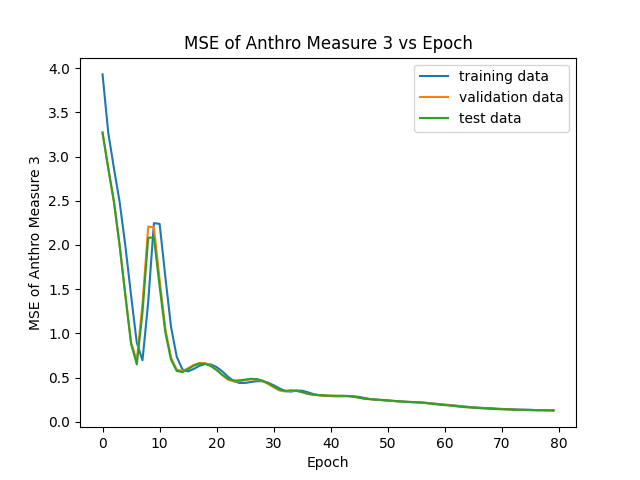 MSE of Anthro Measure 3 vs Epoch
training data
validation data
test data
MSE of Anthro Measure 3
4.0
3.5
3.0
2.5
2.0
1.5
1.0
0.5
0.0
0 10 20 30 40 50 60 70 80
Epoch